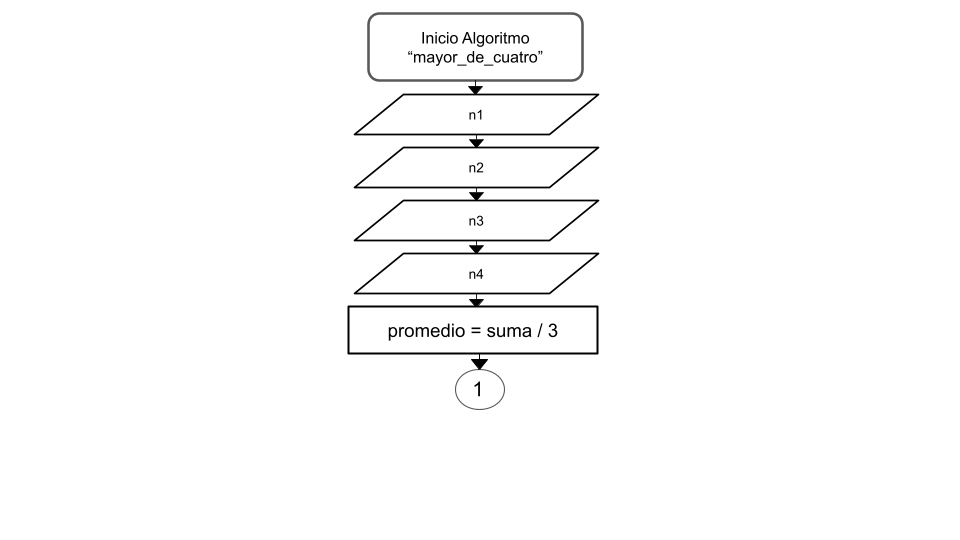 Inicio Algoritmo
“mayor_de_cuatro”
n1
n2
n3
n4
promedio = suma / 3
1